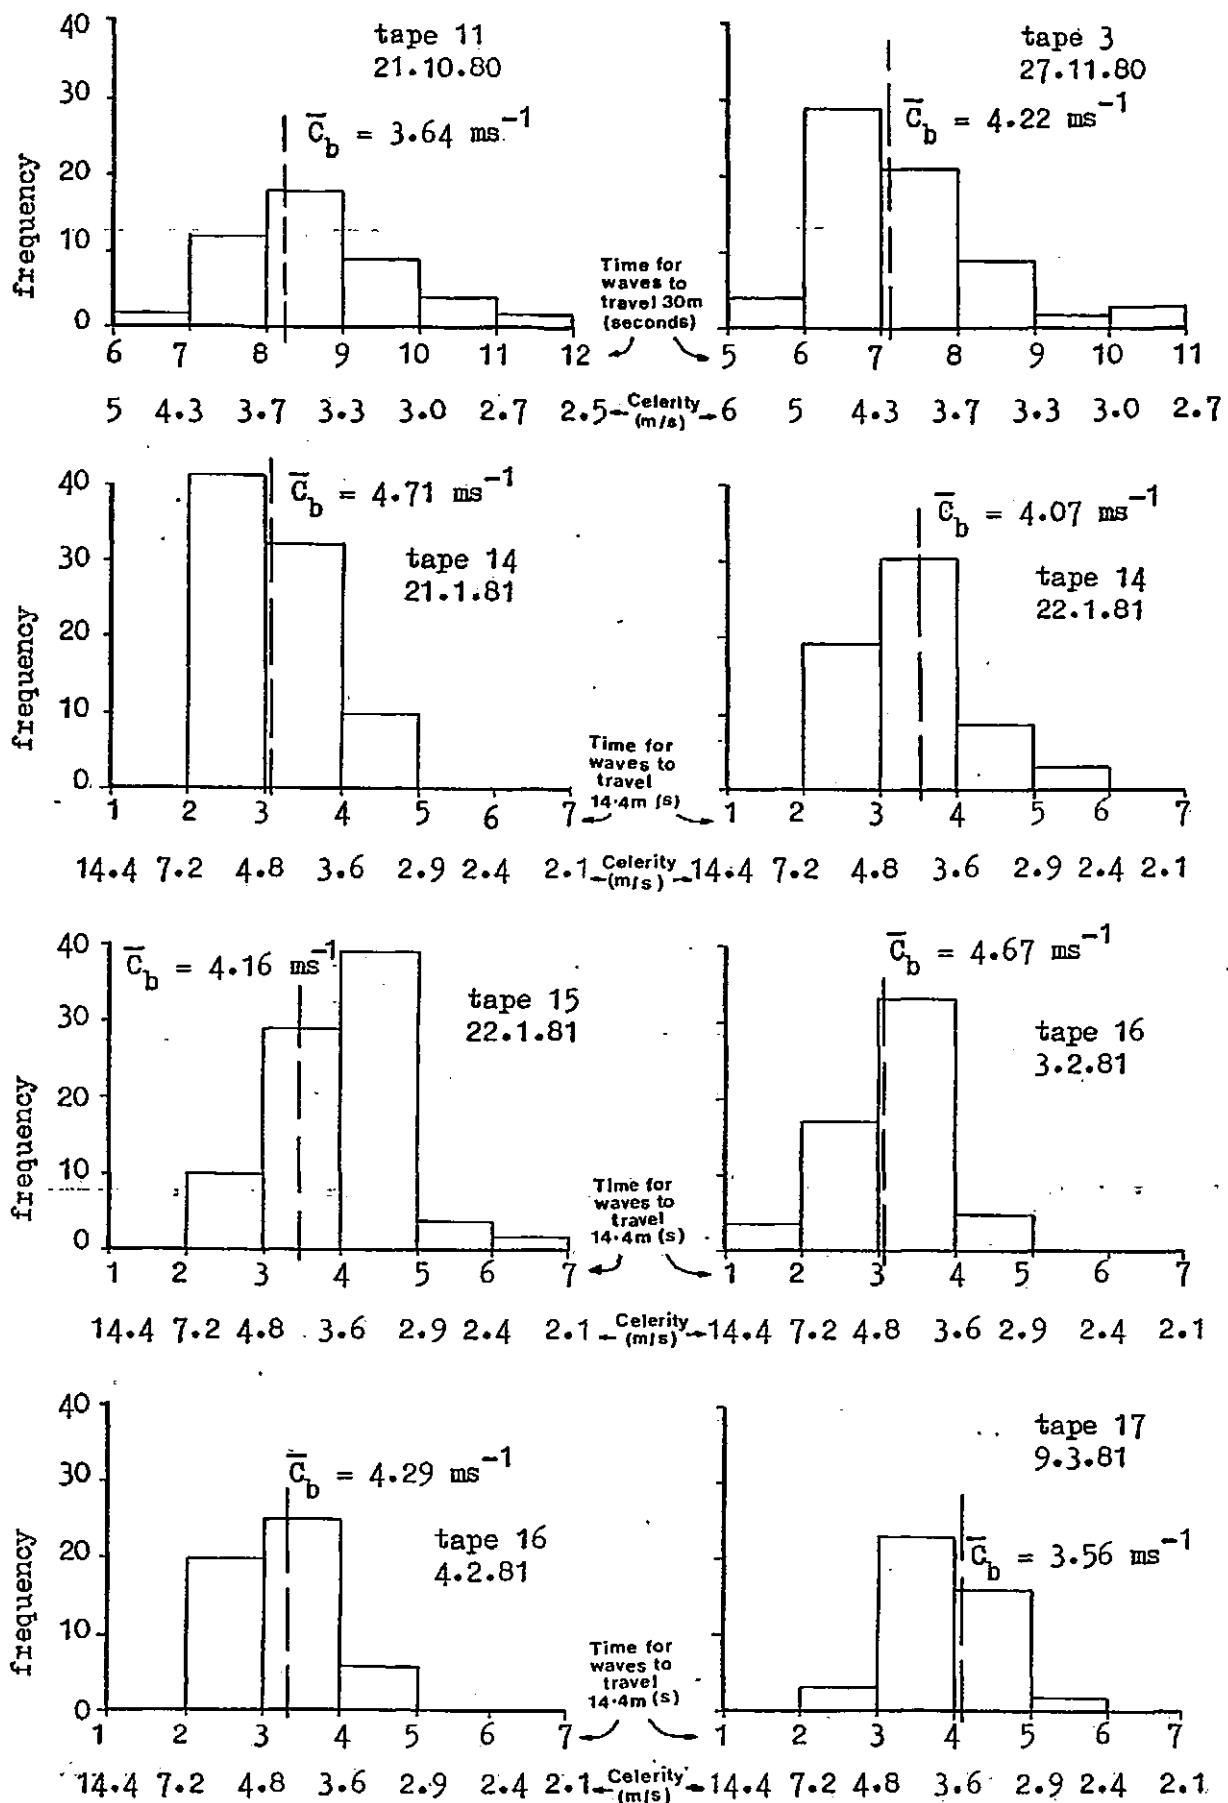 tape 11
21.10.80
C̄b = 3.64 ms⁻¹
frequency
40
30
20
10
0
6 7 8 9 10 11 12
5 4.3 3.7 3.3 3.0 2.7 2.5
Time for
waves to
travel 30m
(seconds)
Celerity
(m/s)
tape 3
27.11.80
C̄b = 4.22 ms⁻¹
5 6 7 8 9 10 11
6 5 4.3 3.7 3.3 3.0 2.7
C̄b = 4.71 ms⁻¹
tape 14
21.1.81
frequency
40
30
20
10
0
1 2 3 4 5 6 7
14.4 7.2 4.8 3.6 2.9 2.4 2.1
Time for
waves to
travel
14.4m (s)
Celerity
(m/s)
C̄b = 4.07 ms⁻¹
tape 14
22.1.81
1 2 3 4 5 6 7
14.4 7.2 4.8 3.6 2.9 2.4 2.1
C̄b = 4.16 ms⁻¹
tape 15
22.1.81
frequency
40
30
20
10
0
1 2 3 4 5 6 7
14.4 7.2 4.8 3.6 2.9 2.4 2.1
Time for
waves to
travel
14.4m (s)
Celerity
(m/s)
C̄b = 4.67 ms⁻¹
tape 16
3.2.81
1 2 3 4 5 6 7
14.4 7.2 4.8 3.6 2.9 2.4 2.1
C̄b = 4.29 ms⁻¹
tape 16
4.2.81
frequency
40
30
20
10
0
1 2 3 4 5 6 7
14.4 7.2 4.8 3.6 2.9 2.4 2.1
Time for
waves to
travel
14.4m (s)
Celerity
(m/s)
tape 17
9.3.81
C̄b = 3.56 ms⁻¹
1 2 3 4 5 6 7
14.4 7.2 4.8 3.6 2.9 2.4 2.1